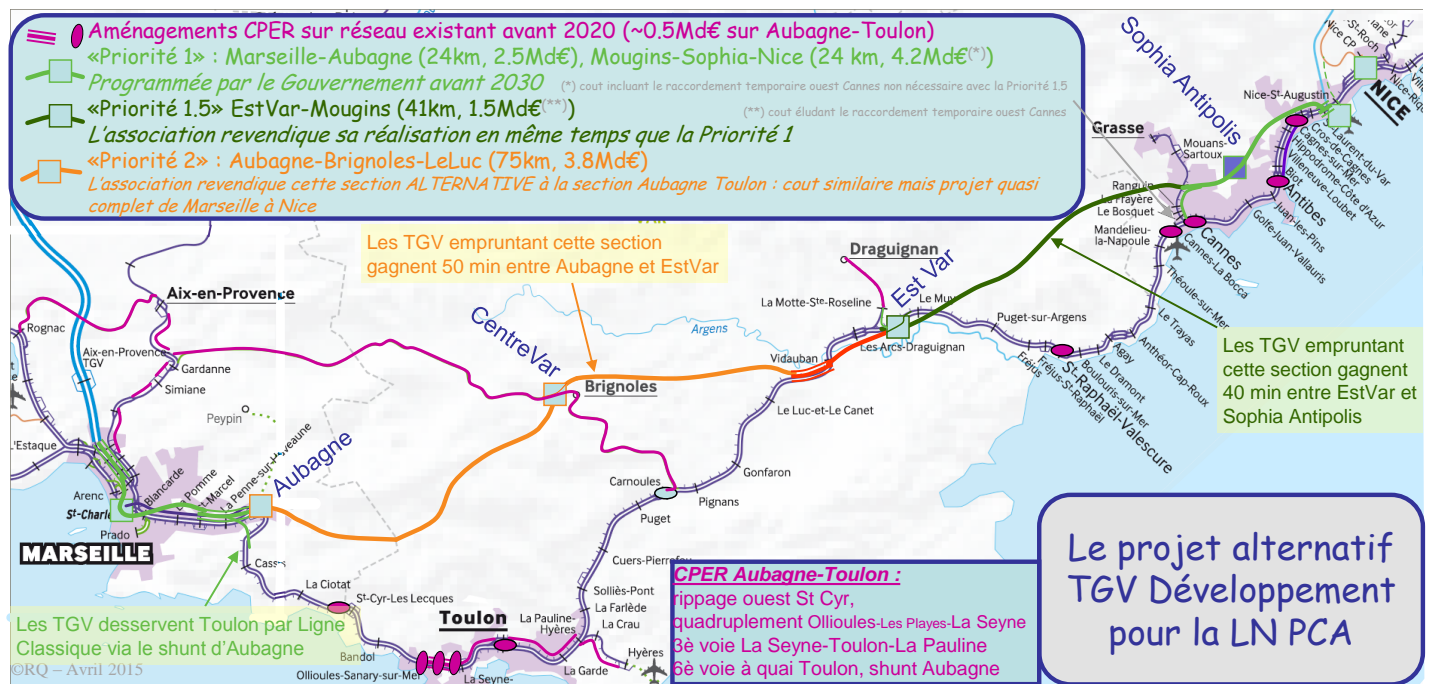 Aménagements CPER sur réseau existant avant 2020 (~0.5Md€ sur Aubagne-Toulon)
«Priorité 1» : Marseille-Aubagne (24km, 2.5Md€), Mougins-Sophia-Nice (24 km, 4.2Md€(*))
Programmée par le Gouvernement avant 2030 (*) cout incluant le raccordement temporaire ouest Cannes non nécessaire avec la Priorité 1.5
«Priorité 1.5» EstVar-Mougins (41km, 1.5Md€(**))
(**) cout éludant le raccordement temporaire ouest Cannes
L'association revendique sa réalisation en même temps que la Priorité 1
«Priorité 2» : Aubagne-Brignoles-LeLuc (75km, 3.8Md€)
L'association revendique cette section ALTERNATIVE à la section Aubagne Toulon : cout similaire mais projet quasi
complet de Marseille à Nice
Les TGV empruntant cette section
gagnent 50 min entre Aubagne et EstVar
Sophia Antipolis
Nice CP
St-Roch
NICE
Nice-St-Augustin
St-Laurent-du-Var
Cros-de-Cagnes
Cagnes-sur-Mer
Hippodrome-Côte d'Azur
Villeneuve-Loubet
Biot
Antibes
Juan-les-Pins
Golfe-Juan-Vallauris
Grasse
Mouans-
Sartoux
Ranguin
La Frayère
Le Bosquet
Cannes
Mandelieu-
la-Napoule
Cannes-La Bocca
Théoule-sur-Mer
Le Trayas
Anthéor-Cap-Roux
Agay
Le Dramont
Boulouris-sur-Mer
St-Raphaël-Valescure
Fréjus-St-Raphaël
Fréjus
Puget-sur-Argens
Draguignan
Est Var
La Motte-Ste-Roseline
Le Muy
Les Arcs-Draguignan
Argens
Vidauban
Le Luc-et-Le Canet
Gonfaron
Pignans
Carnoules
Puget
Cuers-Pierrefeu
Solliès-Pont
La Farlède
La Crau
Hyères
La Pauline-
Hyères
La Garde
Toulon
La Seyne-
Ollioules-Sanary-sur-Mer
Bandol
St-Cyr-Les Lecques
La Ciotat
Cassis
Aubagne
CentreVar
Brignoles
Aix-en-Provence
Rognac
Aix-en-Provence
TGV
Gardanne
Simiane
Peypin
L'Estaque
Arenc
St-Charles
Prado
Blancarde
La Pomme
St-Marcel
La Penne-sur-Huveaune
MARSEILLE
Les TGV empruntant
cette section gagnent
40 min entre EstVar et
Sophia Antipolis
Les TGV desservent Toulon par Ligne
Classique via le shunt d'Aubagne
©RQ – Avril 2015
CPER Aubagne-Toulon :
rippage ouest St Cyr,
quadruplement Ollioules-Les Playes-La Seyne
3è voie La Seyne-Toulon-La Pauline
6è voie à quai Toulon, shunt Aubagne
Le projet alternatif
TGV Développement
pour la LN PCA